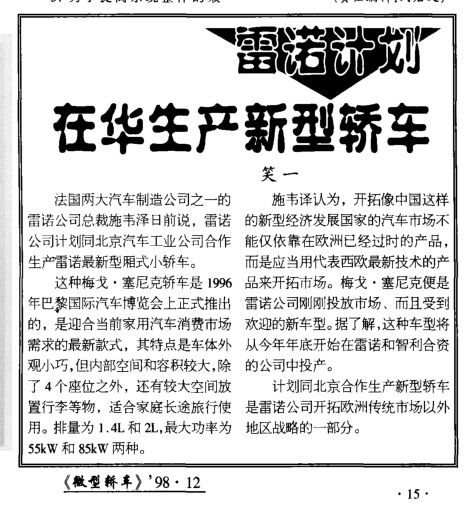 雷诺计划
在华生产新型轿车
笑一
法国两大汽车制造公司之一的
雷诺公司总裁施韦泽日前说，雷诺
公司计划同北京汽车工业公司合作
生产雷诺最新型厢式小轿车。
这种梅戈·塞尼克轿车是 1996
年巴黎国际汽车博览会上正式推出
的，是迎合当前家用汽车消费市场
需求的最新款式，其特点是车体外
观小巧，但内部空间和容积较大，除
了 4 个座位之外，还有较大空间放
置行李等物，适合家庭长途旅行使
用。排量为 1.4L 和 2L，最大功率为
55kW 和 85kW 两种。
施韦译认为，开拓像中国这样
的新型经济发展国家的汽车市场不
能仅依靠在欧洲已经过时的产品，
而是应当用代表西欧最新技术的产
品来开拓市场。梅戈·塞尼克便是
雷诺公司刚刚投放市场、而且受到
欢迎的新车型。据了解，这种车型将
从今年年底开始在雷诺和智利合资
的公司中投产。
计划同北京合作生产新型轿车
是雷诺公司开拓欧洲传统市场以外
地区战略的一部分。
《微型轿车》'98·12
·15·